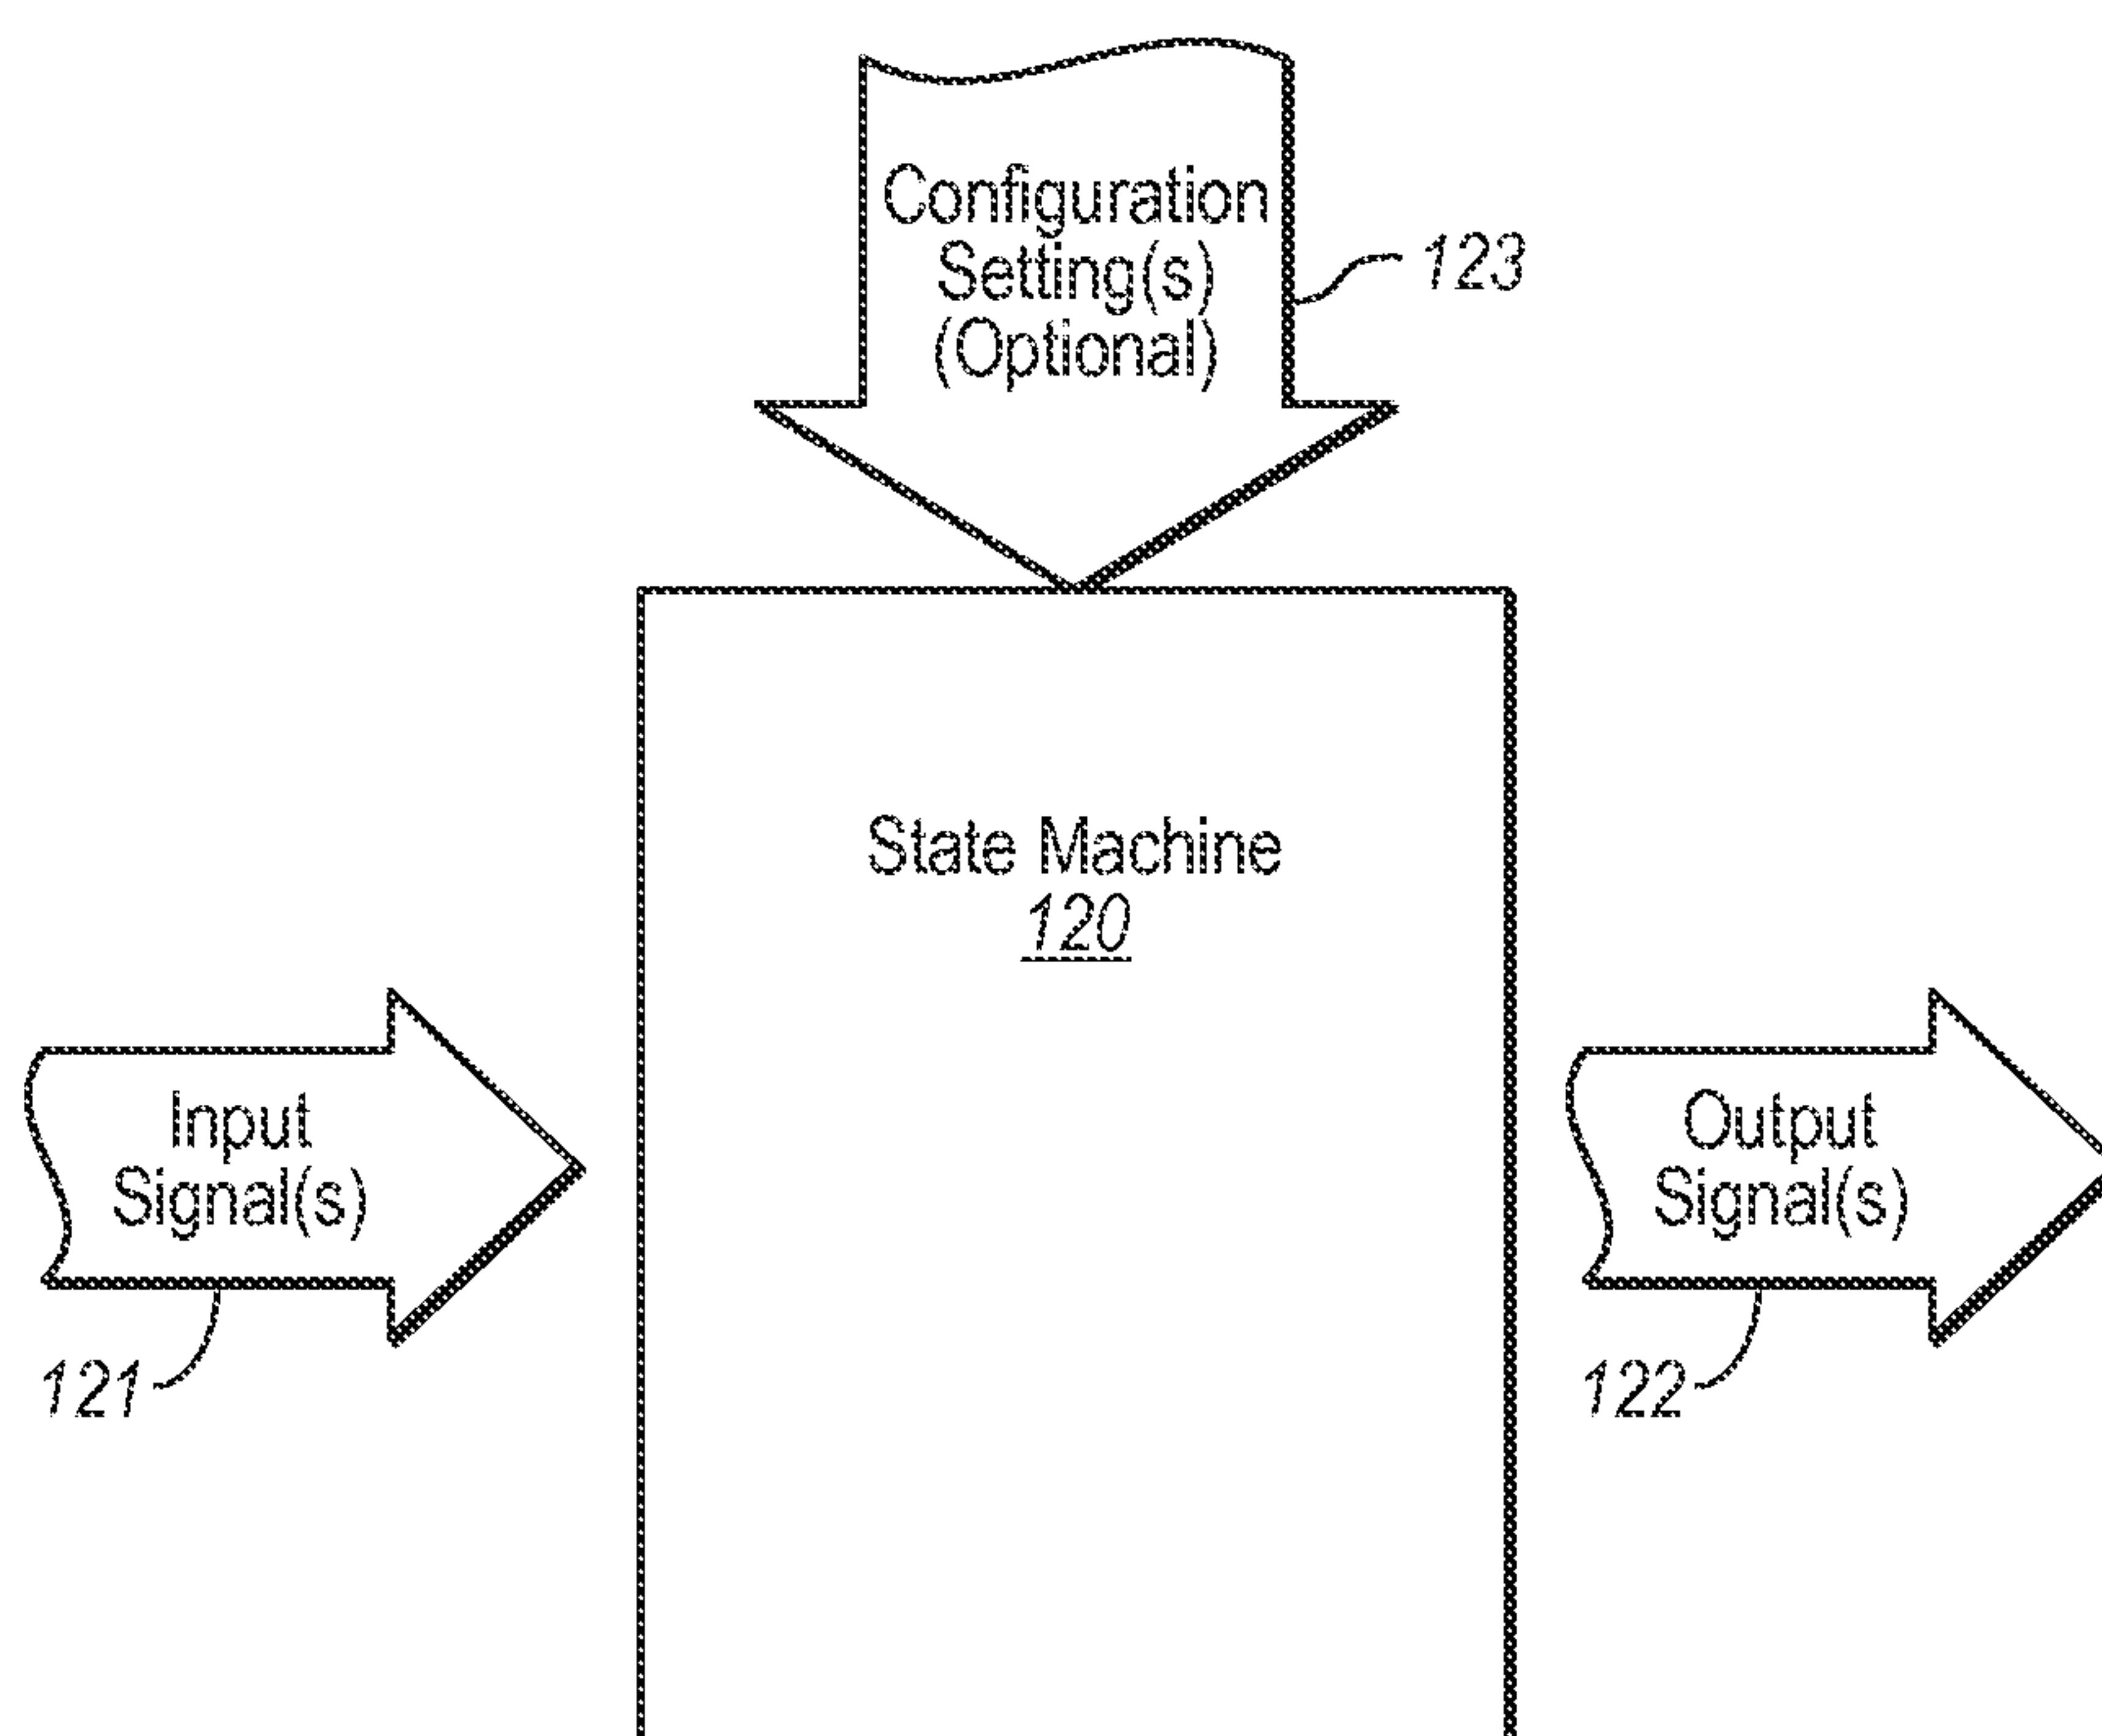 Configuration
Setting(s)
(Optional)
123
State Machine
120
Input
Signal(s)
121
Output
Signal(s)
122